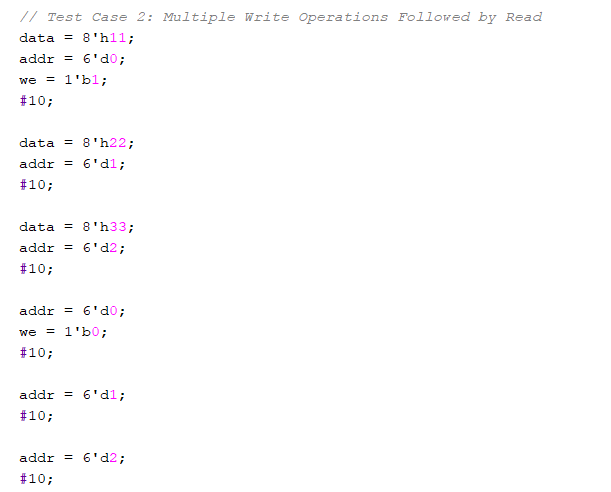 // Test Case 2: Multiple Write Operations Followed by Read
data = 8'h11;
addr = 6'd0;
we = 1'b1;
#10;
data = 8'h22;
addr = 6'd1;
#10;
data = 8'h33;
addr = 6'd2;
#10;
addr = 6'd0;
we = 1'b0;
#10;
addr = 6'd1;
#10;
addr = 6'd2;
#10;